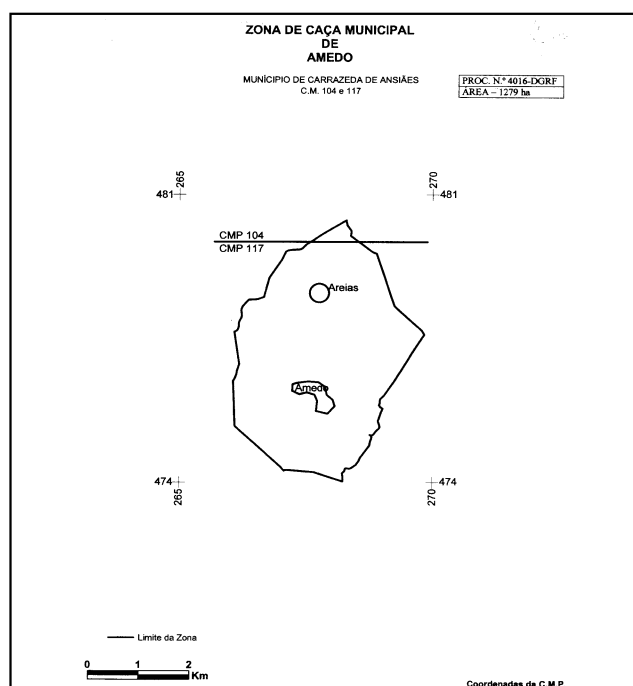 ZONA DE CAÇA MUNICIPAL
DE
AMEDO
MUNÍCIPIO DE CARRAZEDA DE ANSIÃES
C.M. 104 e 117
PROC. N.º 4016-DGRF
ÁREA – 1279 ha
265
270
481
481
CMP 104
CMP 117
Areias
Amedo
474
474
265
270
Limite da Zona
0 1 2
Km
Coordenadas da C.M.P.